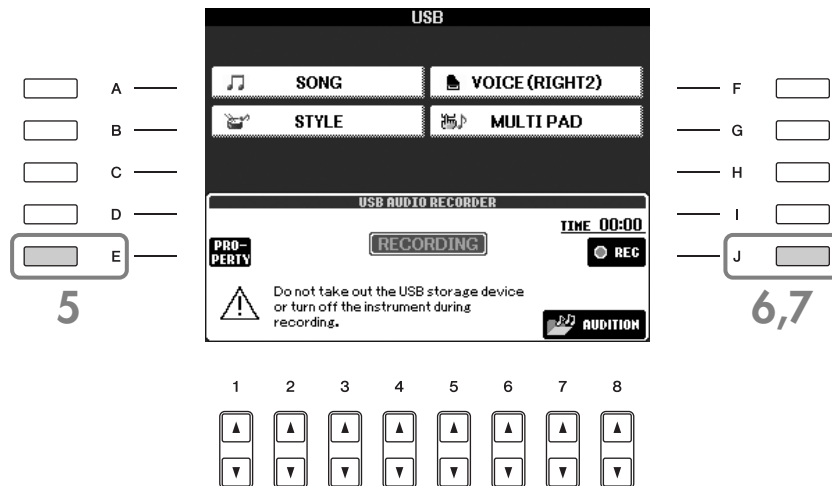 USB
A SONG VOICE (RIGHT2) F
B STYLE MULTI PAD G
C H
D I
USB AUDIO RECORDER
TIME 00:00
PRO-
PERTY
RECORDING
REC
E J
5 6,7
Do not take out the USB storage device
or turn off the instrument during
recording.
AUDITION
1 2 3 4 5 6 7 8